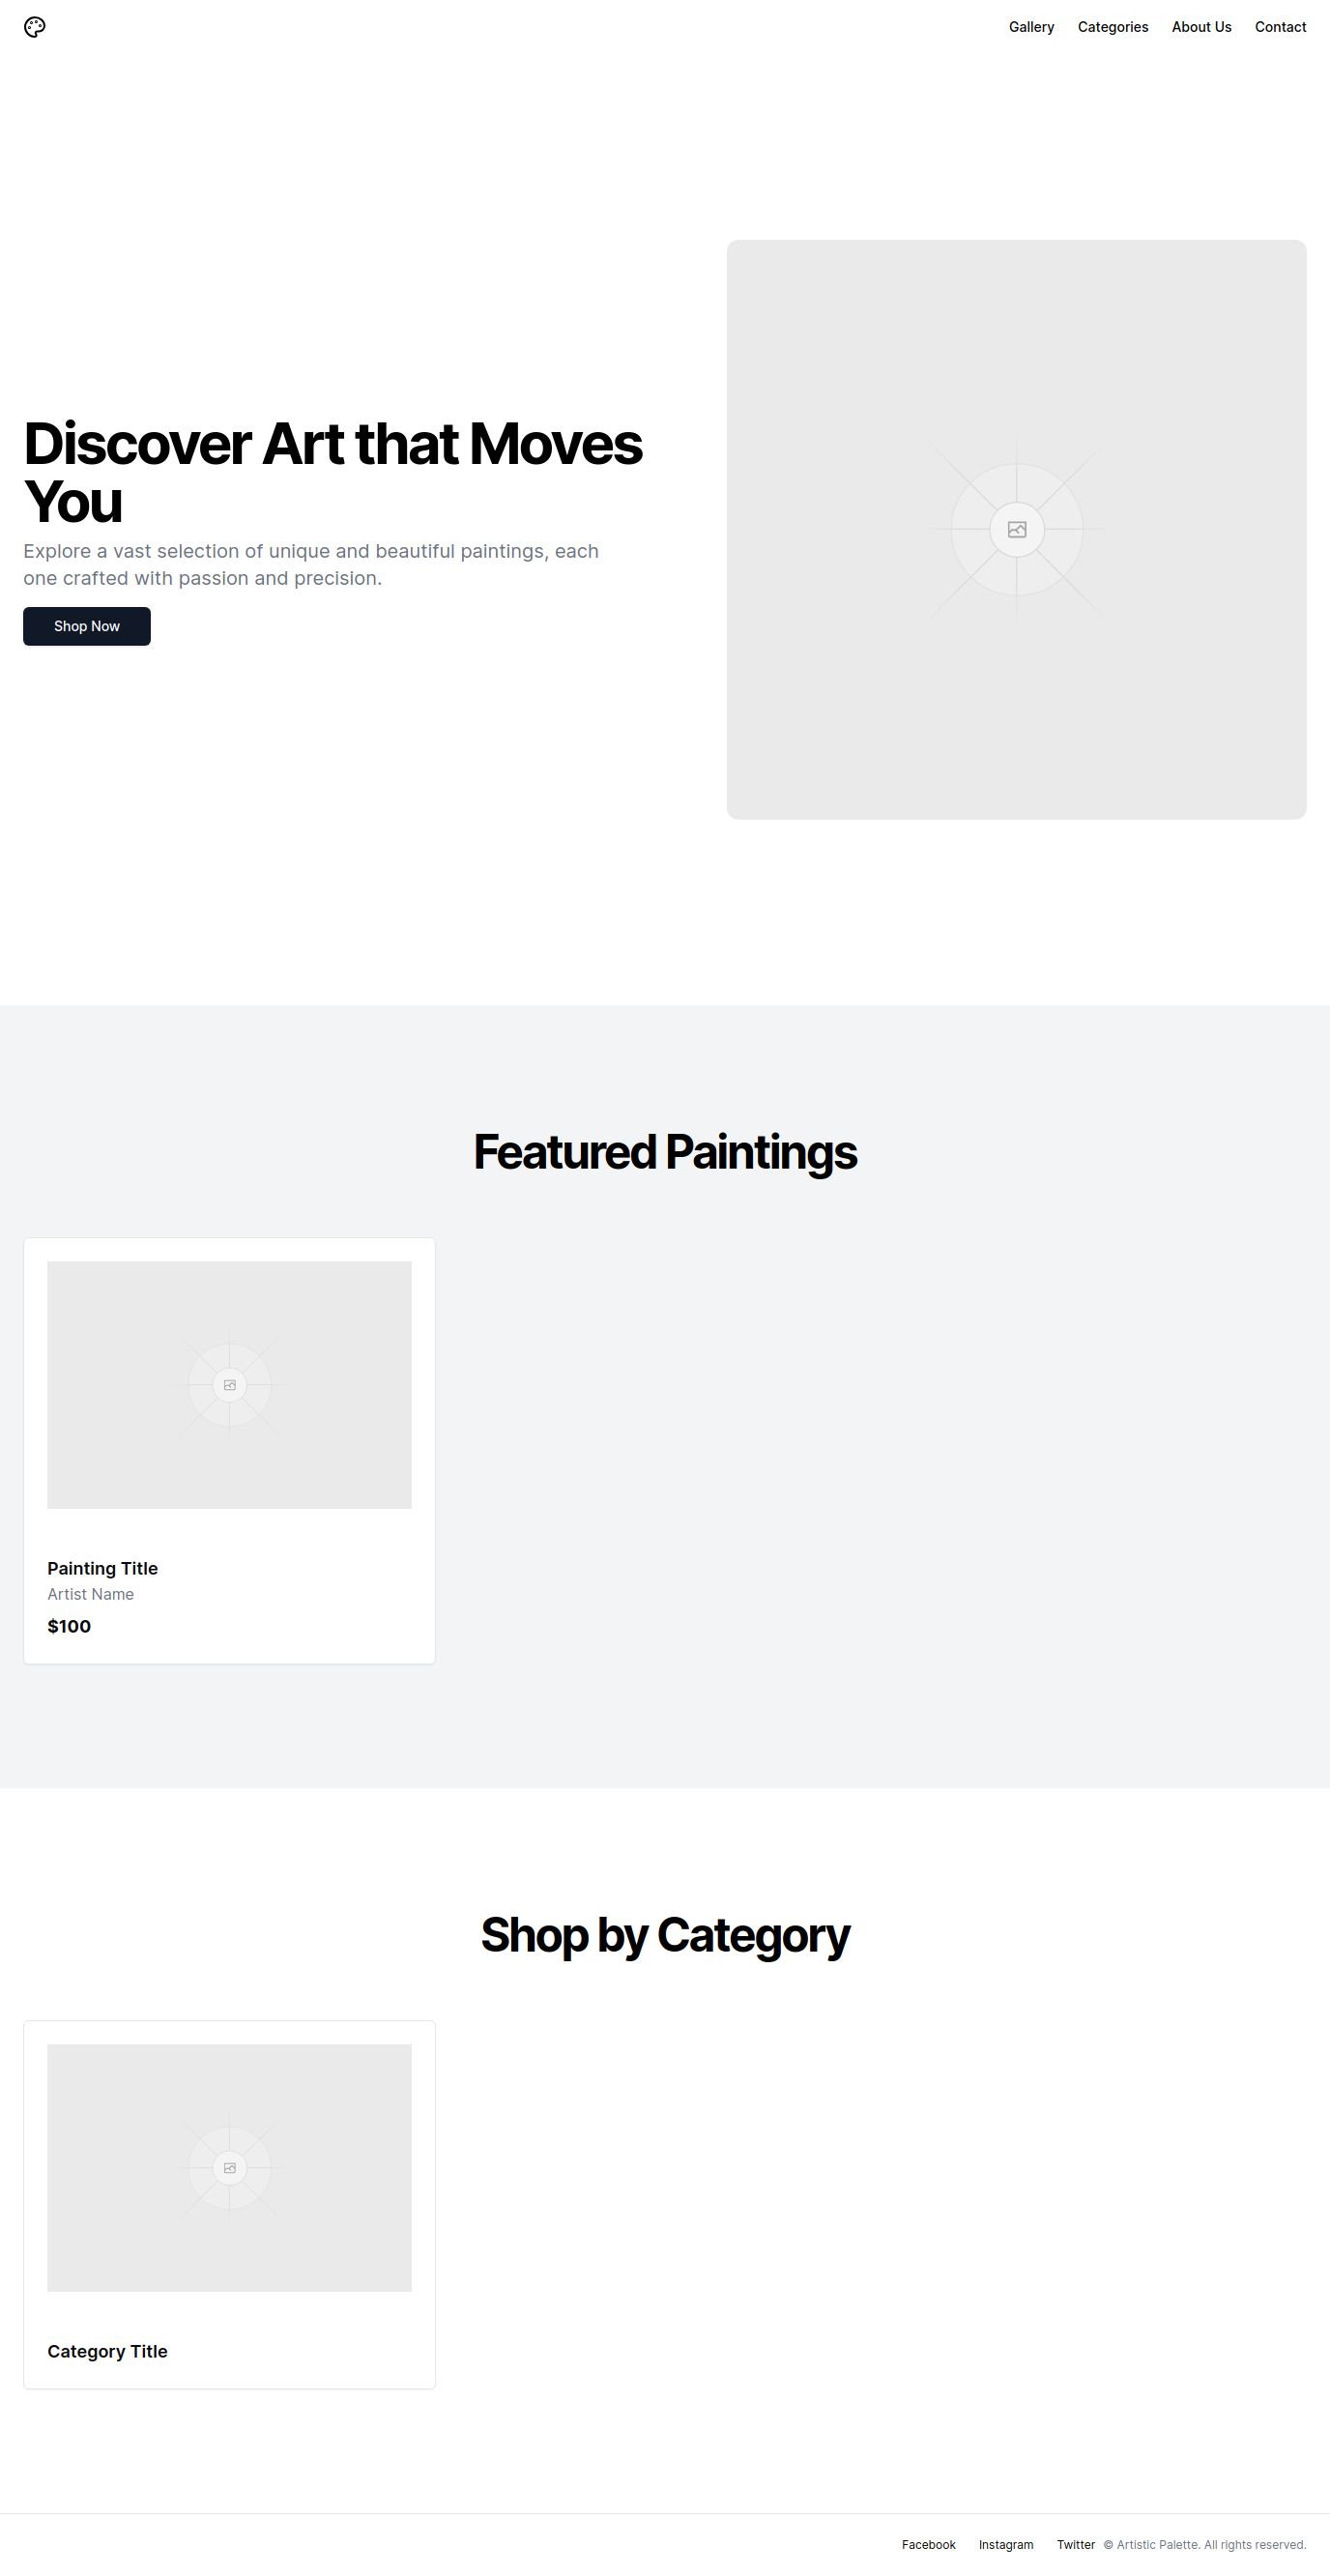 Gallery Categories About Us Contact
Discover Art that Moves
You
Explore a vast selection of unique and beautiful paintings, each
one crafted with passion and precision.
Shop Now
Featured Paintings
Painting Title
Artist Name
$100
Shop by Category
Category Title
Facebook Instagram Twitter © Artistic Palette. All rights reserved.